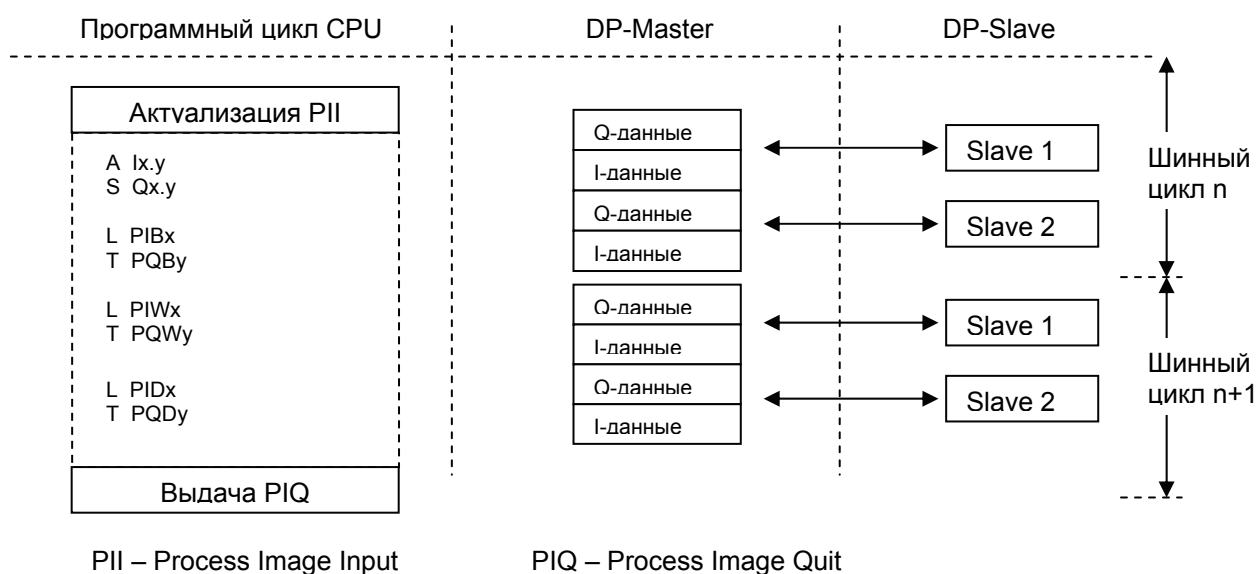 Программный цикл CPU
DP-Master
DP-Slave
Актуализация PII
A Ix.y
S Qx.y
L PIBx
T PQBy
L PIWx
T PQWy
L PIDx
T PQDy
Выдача PIQ
Q-данные
I-данные
Q-данные
I-данные
Q-данные
I-данные
Q-данные
I-данные
Slave 1
Slave 2
Slave 1
Slave 2
Шинный
цикл n
Шинный
цикл n+1
PII – Process Image Input
PIQ – Process Image Quit